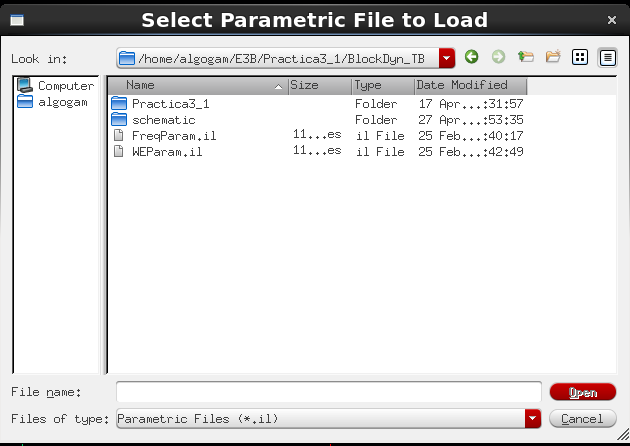 Select Parametric File to Load
Look in: /home/algogam/E3B/Practica3_1/BlockDyn_TB
Computer
algogam
Name Size Type Date Modified
Practica3_1 Folder 17 Apr...:31:57
schematic Folder 27 Apr...:53:35
FreqParam.il 11...es il File 25 Feb...:40:17
WEParam.il 11...es il File 25 Feb...:42:49
File name: Open
Files of type: Parametric Files (*.il) Cancel